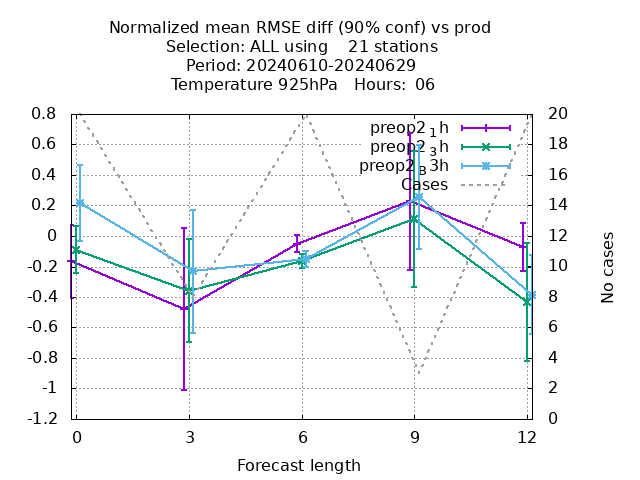 Normalized mean RMSE diff (90% conf) vs prod
Selection: ALL using    21 stations
Period: 20240610-20240629
Temperature 925hPa   Hours:  06
0.8
0.6
0.4
0.2
0
-0.2
-0.4
-0.6
-0.8
-1
-1.2
20
18
16
14
12
10
8
6
4
2
0
preop2₁h
preop2₃h
preop2_B3h
Cases
0
3
6
9
12
Forecast length
No cases